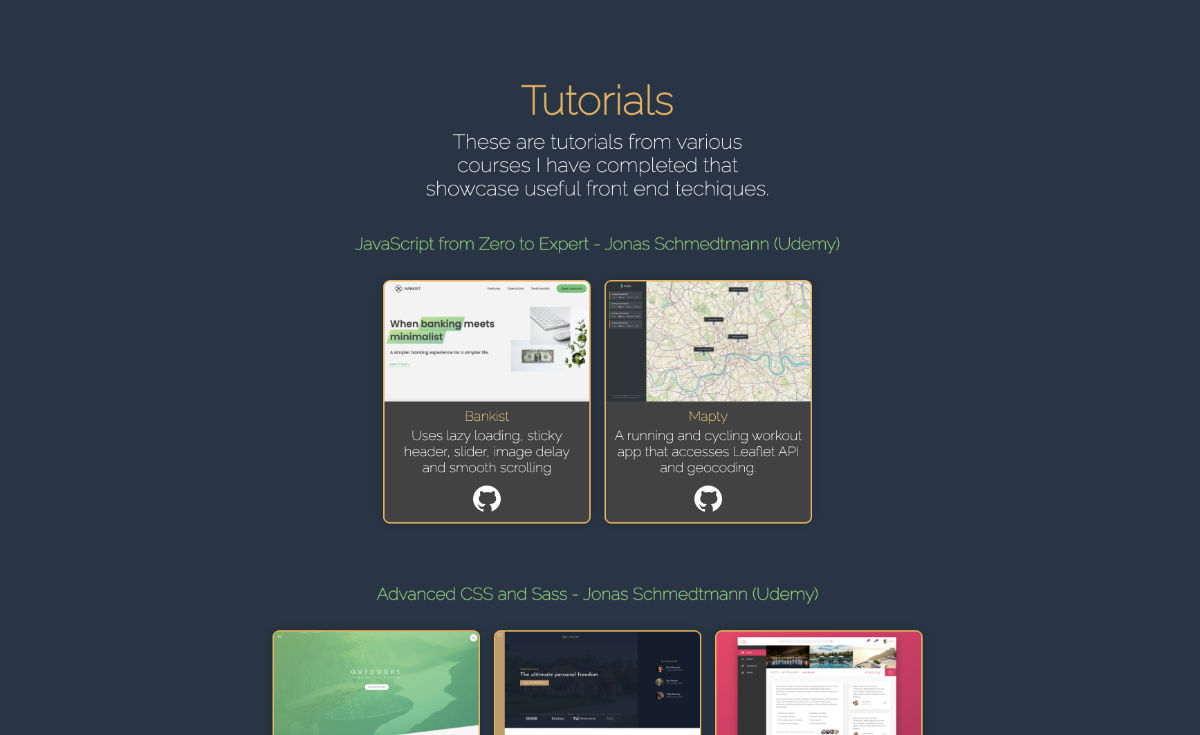 Tutorials
These are tutorials from various
courses I have completed that
showcase useful front end techiques.
JavaScript from Zero to Expert - Jonas Schmedtmann (Udemy)
BANKIST
Features Operations Testimonials Open account
When banking meets
minimalist
A simpler banking experience for a simpler life.
Learn more
Bankist
Uses lazy loading, sticky
header, slider, image delay
and smooth scrolling
Mapty
A running and cycling workout
app that accesses Leaflet API
and geocoding.
Advanced CSS and Sass - Jonas Schmedtmann (Udemy)
OUTDOORS
The ultimate personal freedom
Forbes